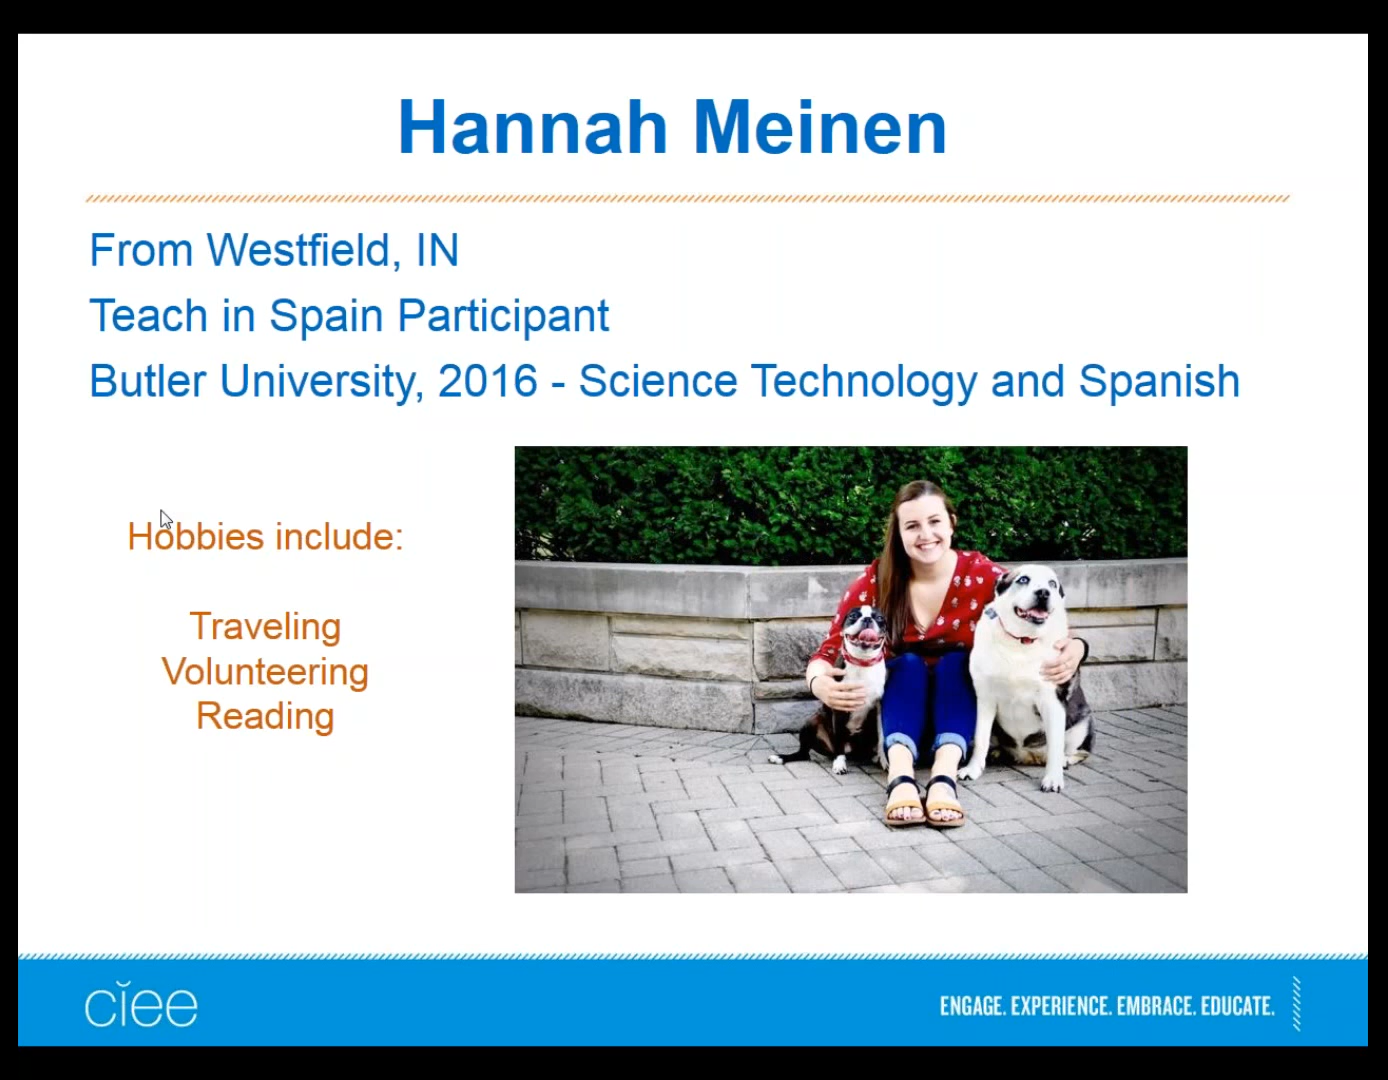 Hannah Meinen
From Westfield, IN
Teach in Spain Participant
Butler University, 2016 - Science Technology and Spanish
Hobbies include:
Traveling
Volunteering
Reading
ciee
ENGAGE. EXPERIENCE. EMBRACE. EDUCATE.